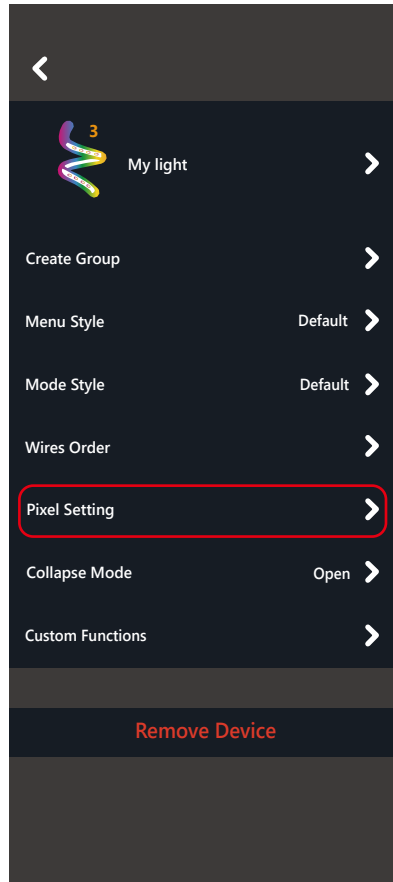 3
My light
Create Group
Menu Style Default
Mode Style Default
Wires Order
Pixel Setting
Collapse Mode Open
Custom Functions
Remove Device